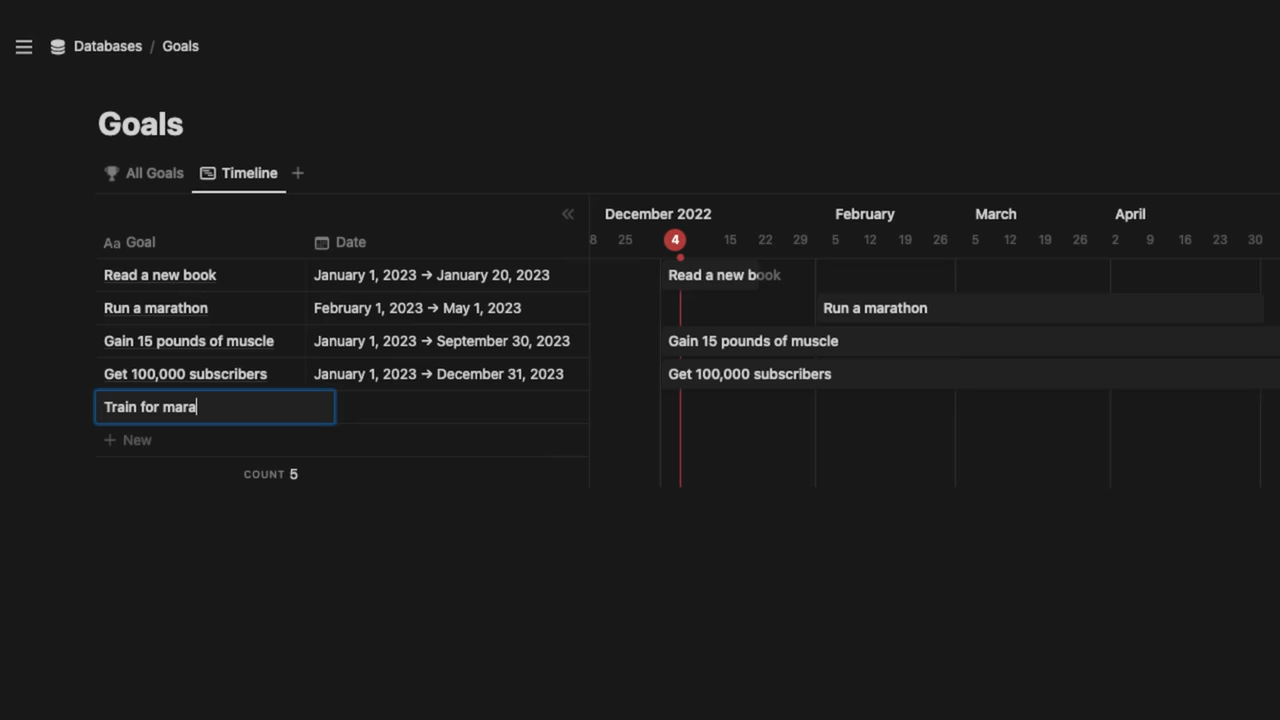 Databases / Goals
Goals
All Goals Timeline +
December 2022 February March April
8 25 4 15 22 29 5 12 19 26 5 12 19 26 2 9 16 23 30
Aa Goal Date
Read a new book January 1, 2023 → January 20, 2023 Read a new book
Run a marathon February 1, 2023 → May 1, 2023 Run a marathon
Gain 15 pounds of muscle January 1, 2023 → September 30, 2023 Gain 15 pounds of muscle
Get 100,000 subscribers January 1, 2023 → December 31, 2023 Get 100,000 subscribers
Train for mara
+ New
COUNT 5